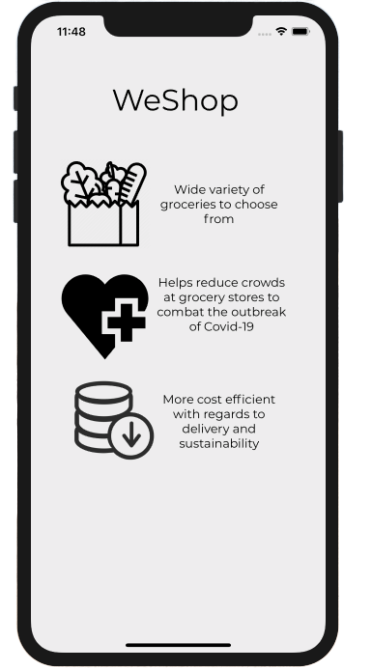 11:48
WeShop
Wide variety of
groceries to choose
from
Helps reduce crowds
at grocery stores to
combat the outbreak
of Covid-19
More cost efficient
with regards to
delivery and
sustainability